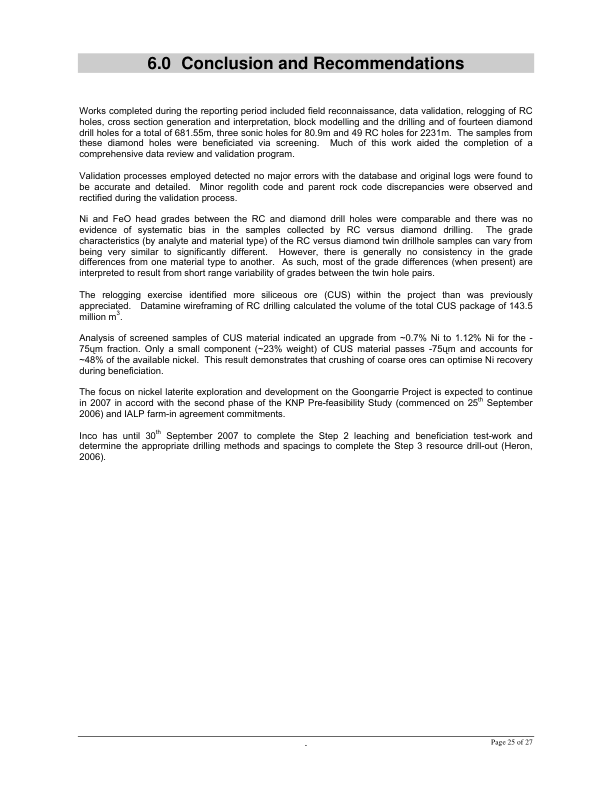 6.0 Conclusion and Recommendations
Works completed during the reporting period included field reconnaissance, data validation, relogging of RC
holes, cross section generation and interpretation, block modelling and the drilling and of fourteen diamond
drill holes for a total of 681.55m, three sonic holes for 80.9m and 49 RC holes for 2231m. The samples from
these diamond holes were beneficiated via screening. Much of this work aided the completion of a
comprehensive data review and validation program.
Validation processes employed detected no major errors with the database and original logs were found to
be accurate and detailed. Minor regolith code and parent rock code discrepancies were observed and
rectified during the validation process.
Ni and FeO head grades between the RC and diamond drill holes were comparable and there was no
evidence of systematic bias in the samples collected by RC versus diamond drilling. The grade
characteristics (by analyte and material type) of the RC versus diamond twin drillhole samples can vary from
being very similar to significantly different. However, there is generally no consistency in the grade
differences from one material type to another. As such, most of the grade differences (when present) are
interpreted to result from short range variability of grades between the twin hole pairs.
The relogging exercise identified more siliceous ore (CUS) within the project than was previously
appreciated. Datamine wireframing of RC drilling calculated the volume of the total CUS package of 143.5
million m³.
Analysis of screened samples of CUS material indicated an upgrade from ~0.7% Ni to 1.12% Ni for the -
75ųm fraction. Only a small component (~23% weight) of CUS material passes -75ųm and accounts for
~48% of the available nickel. This result demonstrates that crushing of coarse ores can optimise Ni recovery
during beneficiation.
The focus on nickel laterite exploration and development on the Goongarrie Project is expected to continue
in 2007 in accord with the second phase of the KNP Pre-feasibility Study (commenced on 25th September
2006) and IALP farm-in agreement commitments.
Inco has until 30th September 2007 to complete the Step 2 leaching and beneficiation test-work and
determine the appropriate drilling methods and spacings to complete the Step 3 resource drill-out (Heron,
2006).
- Page 25 of 27